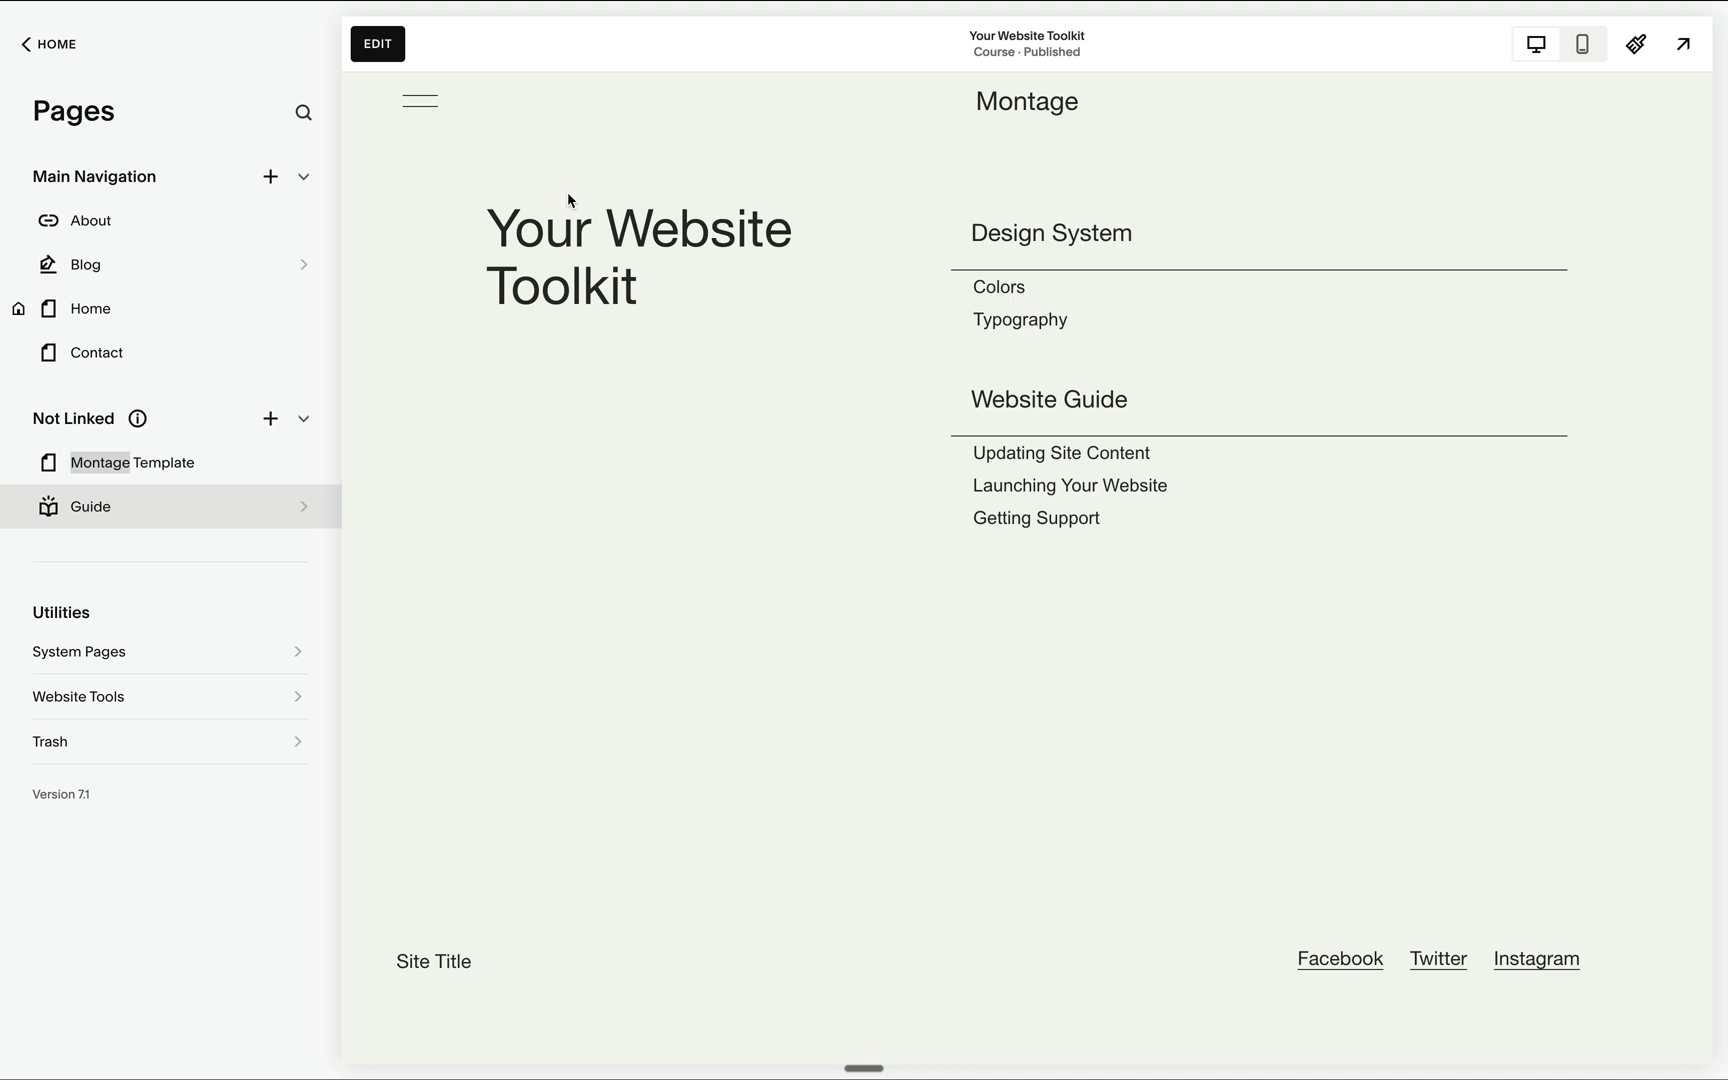 HOME
Pages
Main Navigation
About
Blog
Home
Contact
Not Linked
Montage Template
Guide
Utilities
System Pages
Website Tools
Trash
Version 7.1
EDIT
Your Website Toolkit
Course · Published
Montage
Your Website
Toolkit
Design System
Colors
Typography
Website Guide
Updating Site Content
Launching Your Website
Getting Support
Site Title
Facebook Twitter Instagram